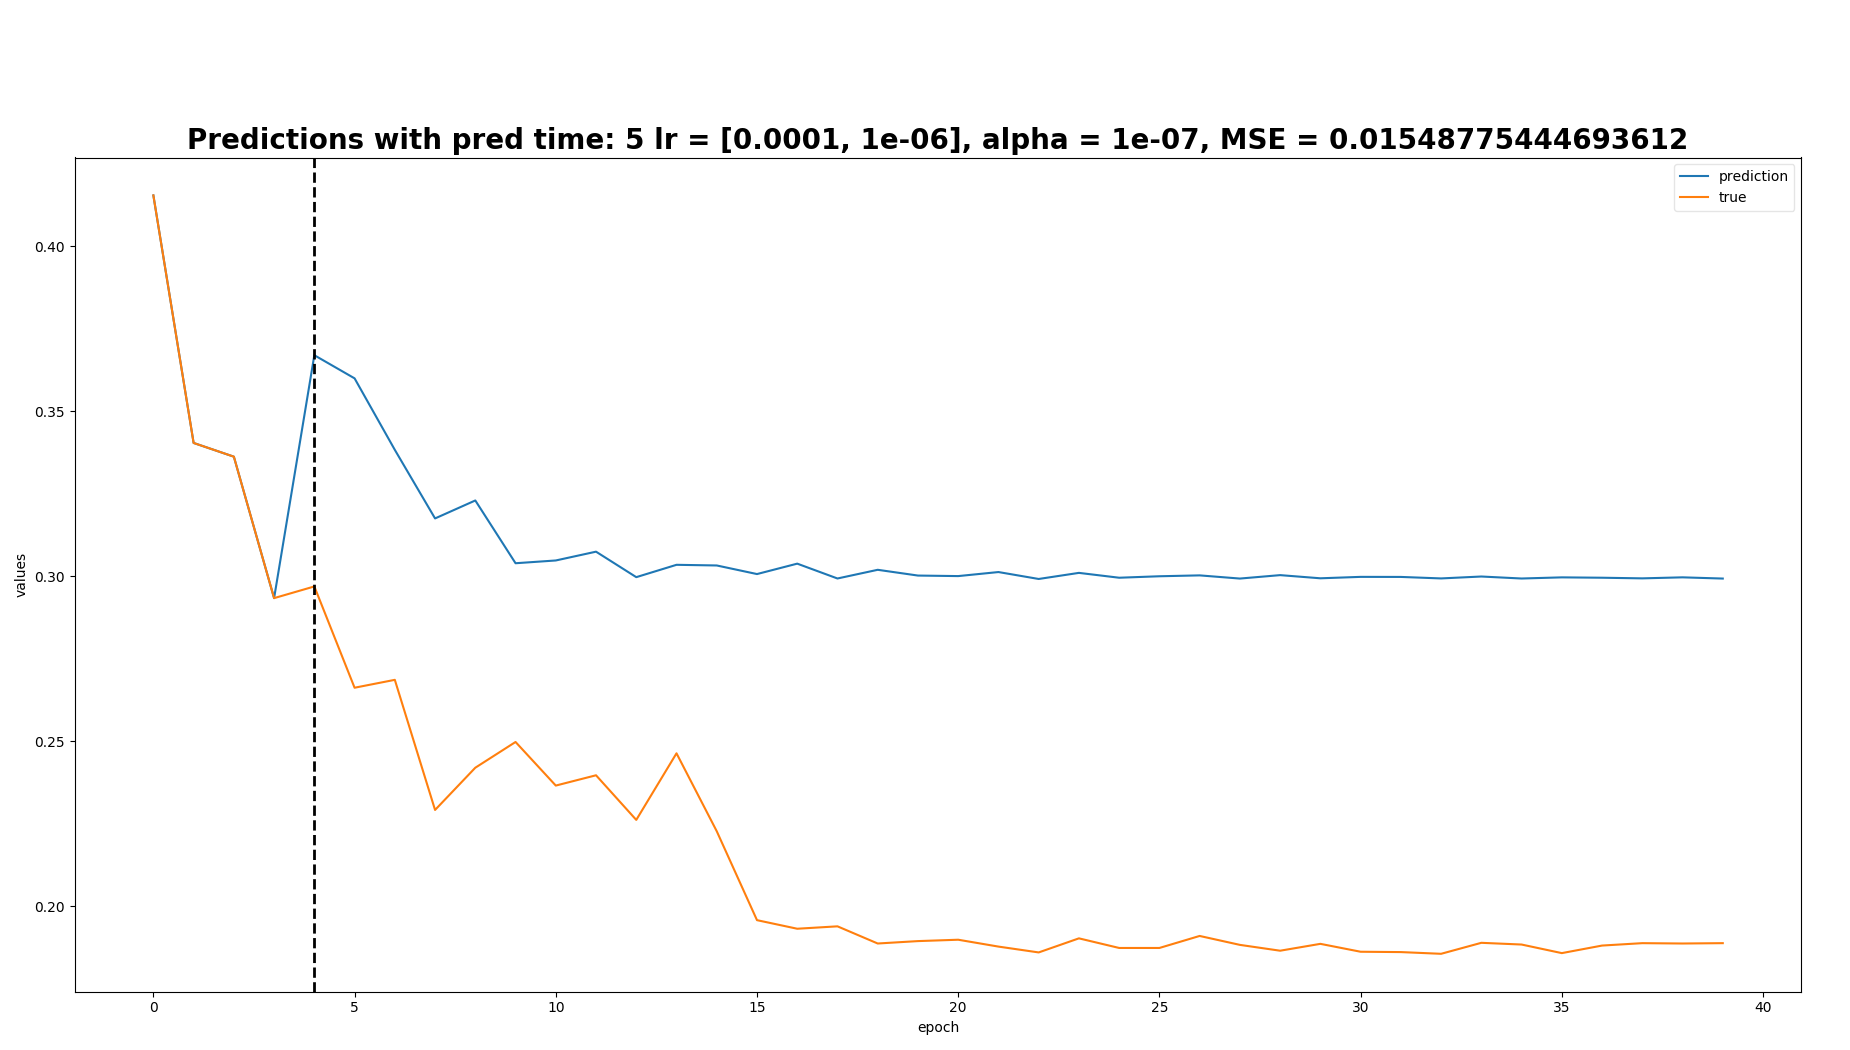 Predictions with pred time: 5 lr = [0.0001, 1e-06], alpha = 1e-07, MSE = 0.01548775444693612
prediction
true
values
0.40
0.35
0.30
0.25
0.20
0 5 10 15 20 25 30 35 40
epoch